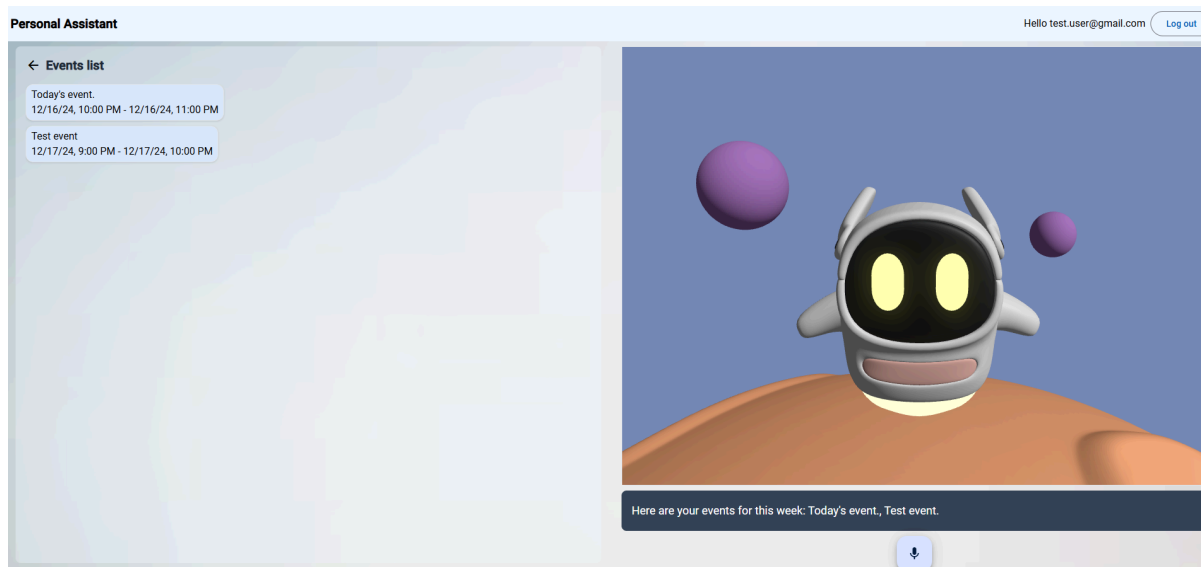 Personal Assistant
Hello test.user@gmail.com
Log out
Events list
Today's event.
12/16/24, 10:00 PM - 12/16/24, 11:00 PM
Test event
12/17/24, 9:00 PM - 12/17/24, 10:00 PM
Here are your events for this week: Today's event., Test event.